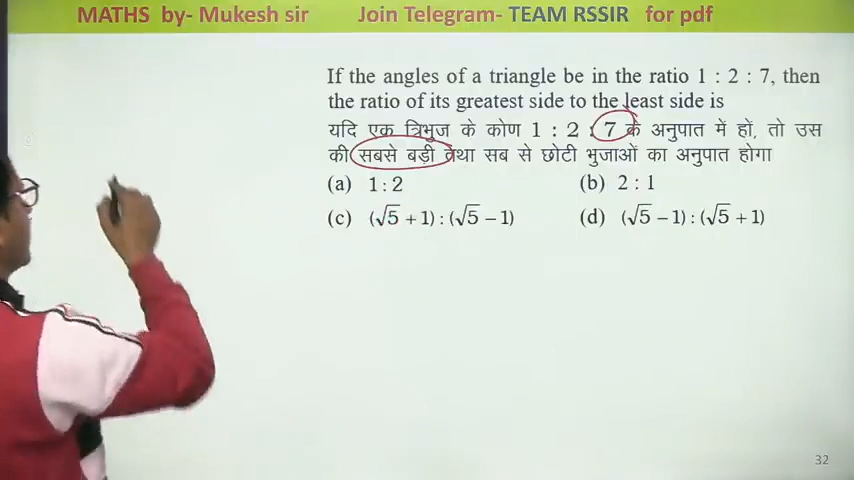 MATHS by- Mukesh sir Join Telegram- TEAM RSSIR for pdf
If the angles of a triangle be in the ratio 1 : 2 : 7, then
the ratio of its greatest side to the least side is
यदि एक त्रिभुज के कोण 1 : 2 : 7 के अनुपात में हों, तो उस
की सबसे बड़ी तथा सब से छोटी भुजाओं का अनुपात होगा
(a) 1 : 2 (b) 2 : 1
(c) (√5 + 1) : (√5 − 1) (d) (√5 − 1) : (√5 + 1)
32